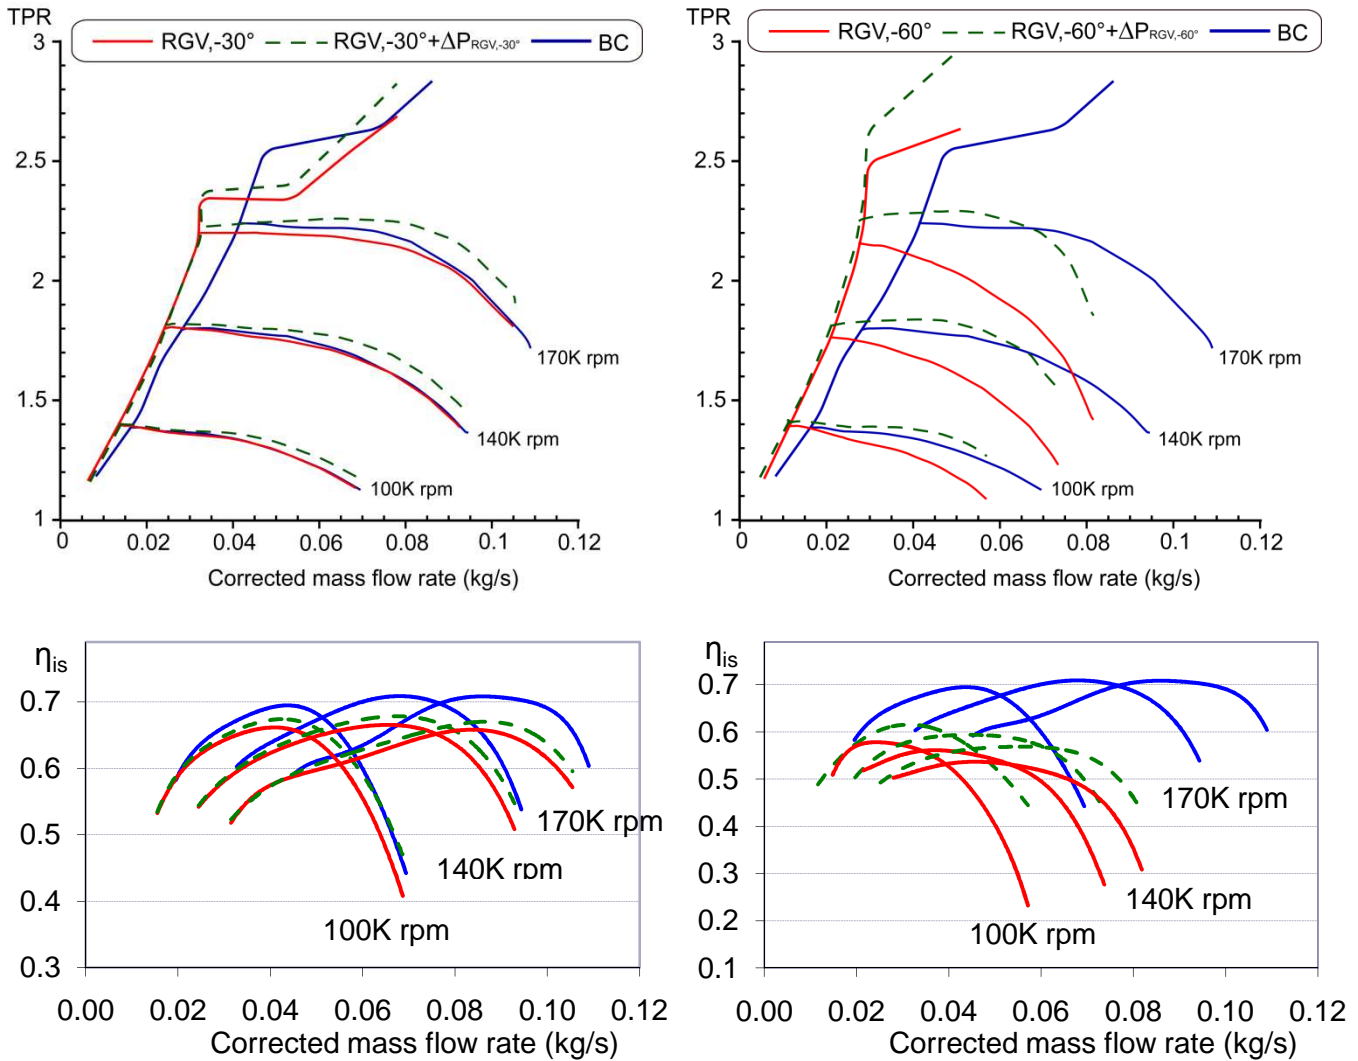 TPR
RGV,-30° RGV,-30°+ΔPRGV,-30° BC
3
2.5
2
1.5
1
170K rpm
140K rpm
100K rpm
0 0.02 0.04 0.06 0.08 0.1 0.12
Corrected mass flow rate (kg/s)
TPR
RGV,-60° RGV,-60°+ΔPRGV,-60° BC
3
2.5
2
1.5
1
170K rpm
140K rpm
100K rpm
0 0.02 0.04 0.06 0.08 0.1 0.12
Corrected mass flow rate (kg/s)
ηis
0.7
0.6
0.5
0.4
0.3
170K rpm
140K rpm
100K rpm
0.00 0.02 0.04 0.06 0.08 0.10 0.12
Corrected mass flow rate (kg/s)
ηis
0.7
0.6
0.5
0.4
0.3
0.2
0.1
170K rpm
140K rpm
100K rpm
0.00 0.02 0.04 0.06 0.08 0.10 0.12
Corrected mass flow rate (kg/s)